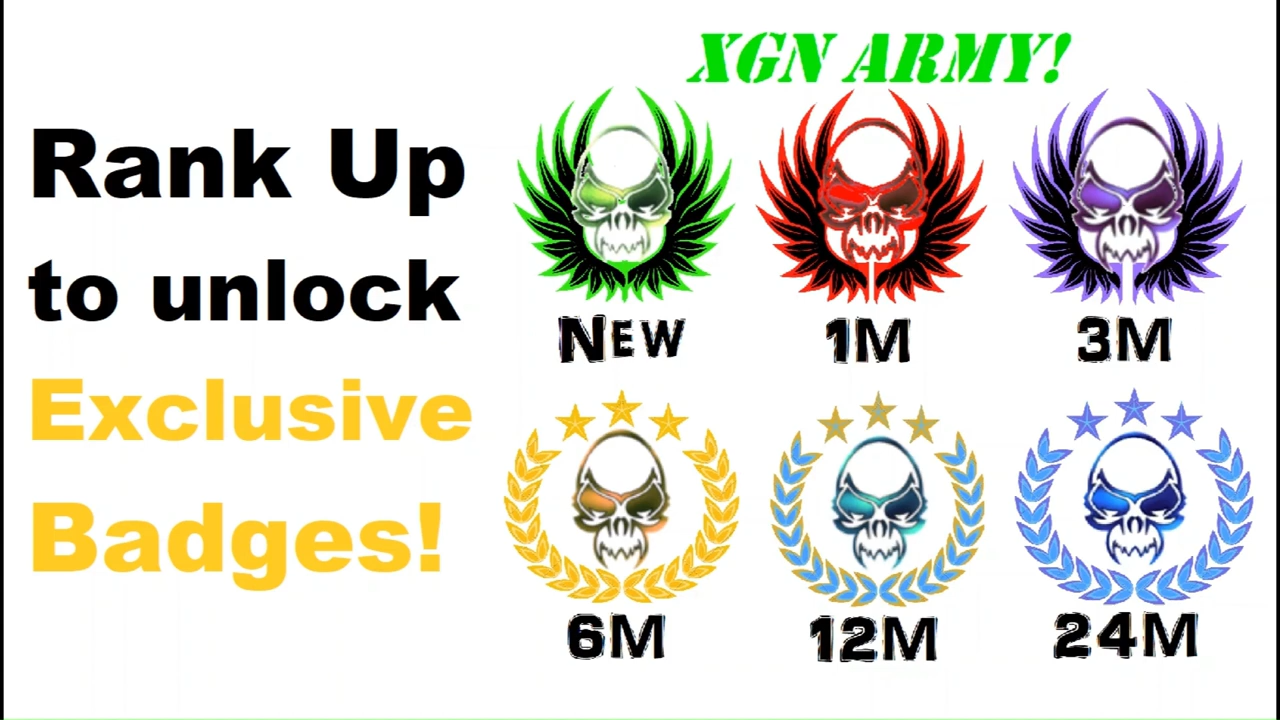 Rank Up
to unlock
Exclusive
Badges!
XGN ARMY!
New 1M 3M
6M 12M 24M